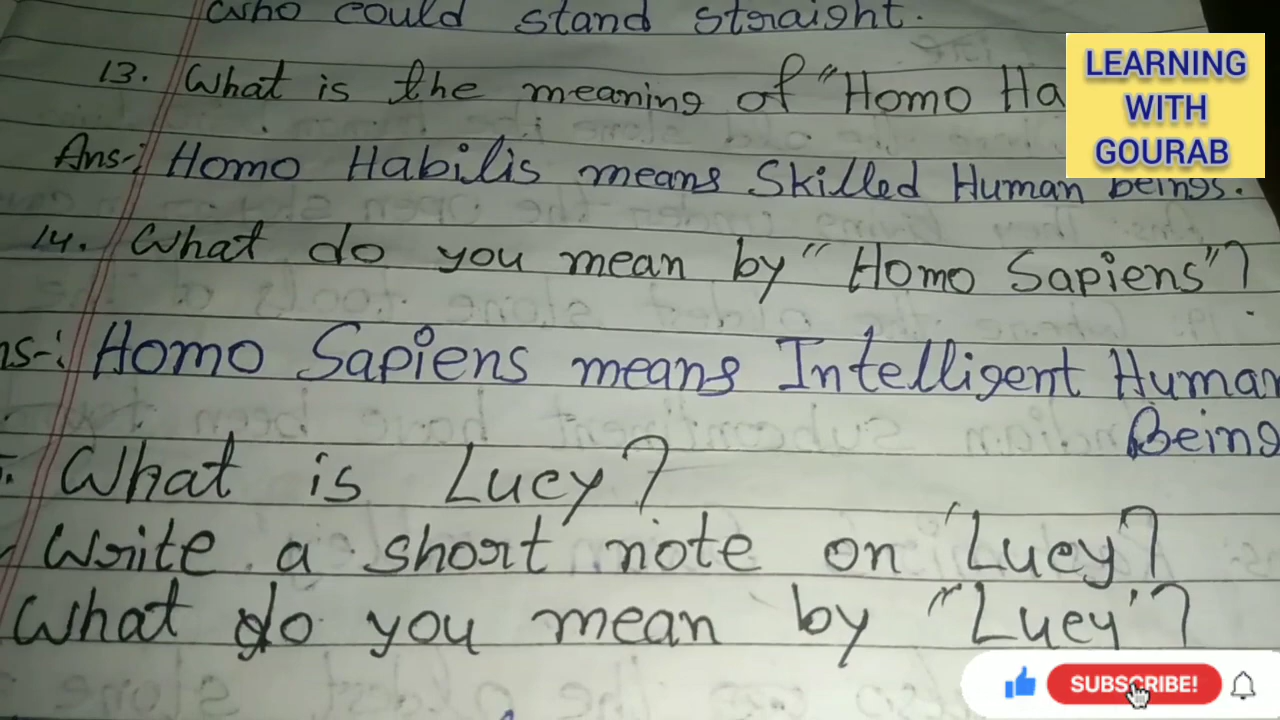 who could stand straight.
13. What is the meaning of "Homo Ha
Ans-: Homo Habilis means Skilled Human beings.
14. What do you mean by "Homo Sapiens"?
ns-: Homo Sapiens means Intelligent Human
Being
What is Lucy?
Write a short note on 'Lucy?
What do you mean by "Lucy'?
LEARNING
WITH
GOURAB
SUBSCRIBE!